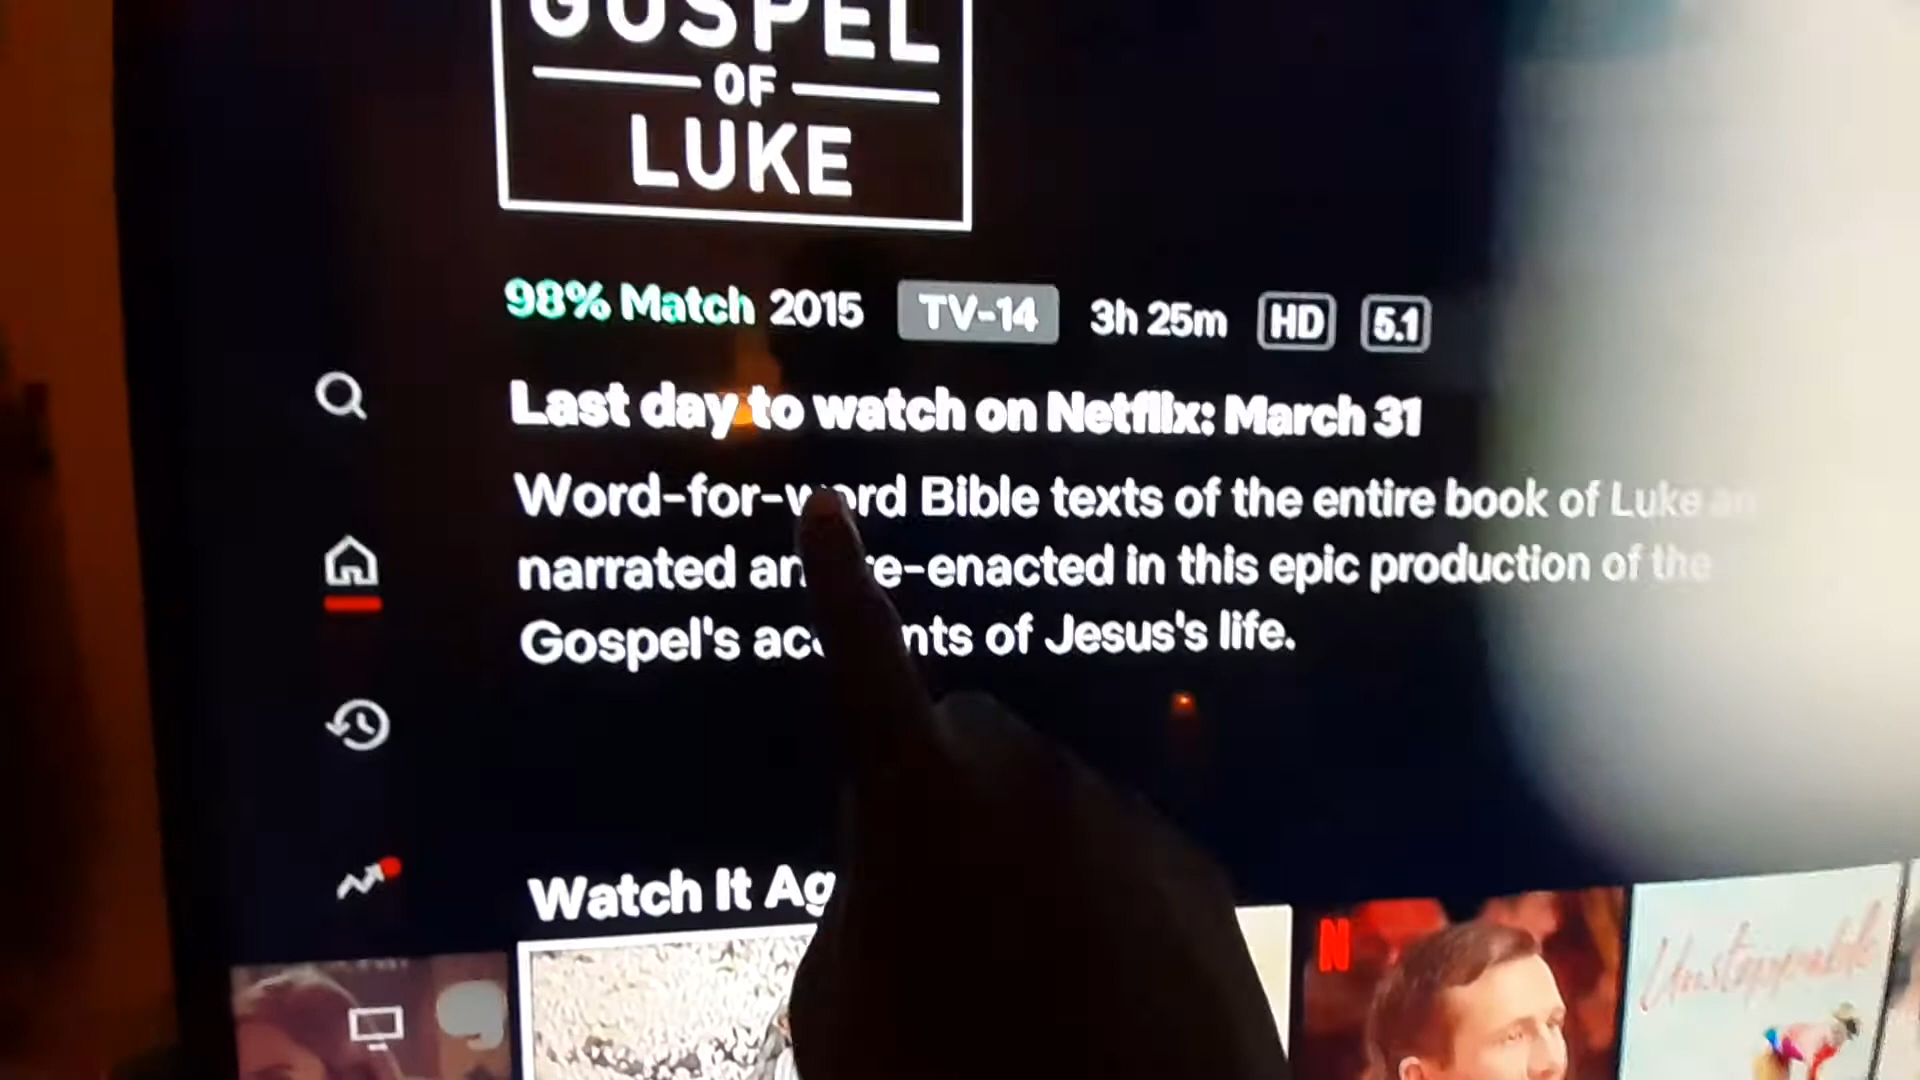 GOSPEL
OF
LUKE
98% Match 2015 TV-14 3h 25m HD 5.1
Last day to watch on Netflix: March 31
Word-for-word Bible texts of the entire book of Luke
narrated re-enacted in this epic production of the
Gospel's of Jesus's life.
Watch It
N
Unstoppable